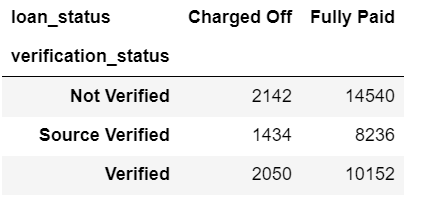 loan_status Charged Off Fully Paid
verification_status
Not Verified 2142 14540
Source Verified 1434 8236
Verified 2050 10152